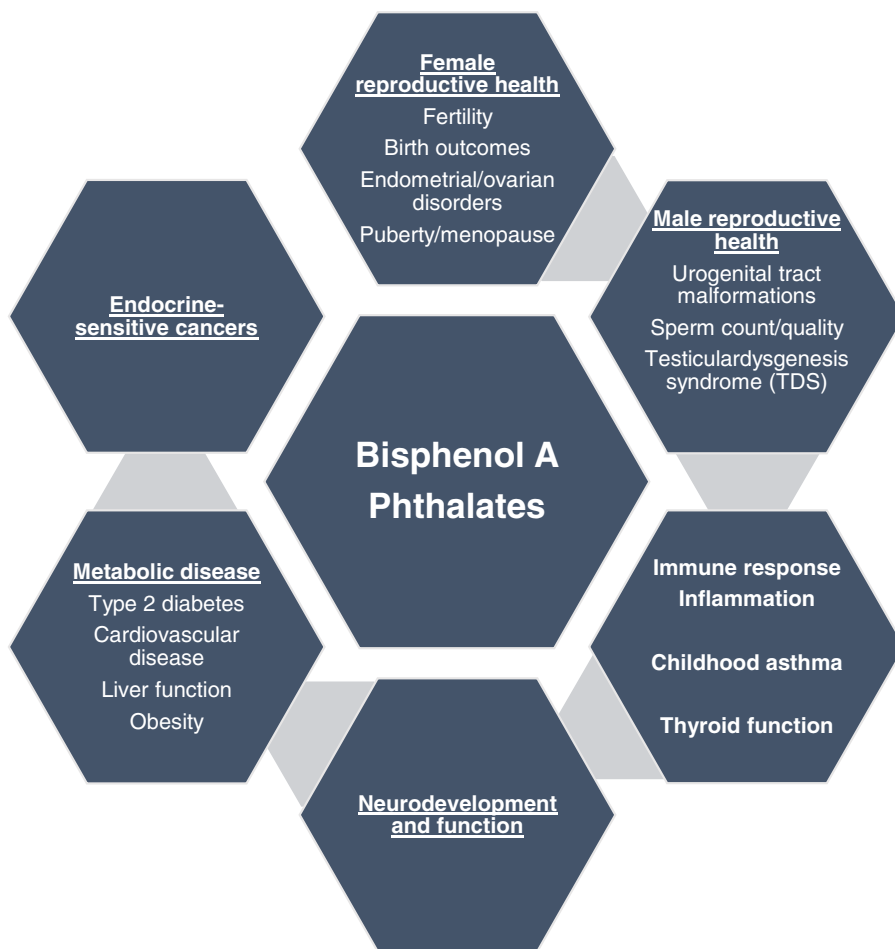 Female
reproductive health
Fertility
Birth outcomes
Endometrial/ovarian
disorders
Puberty/menopause
Male reproductive
health
Urogenital tract
malformations
Sperm count/quality
Testiculardysgenesis
syndrome (TDS)
Endocrine-
sensitive cancers
Bisphenol A
Phthalates
Metabolic disease
Type 2 diabetes
Cardiovascular
disease
Liver function
Obesity
Immune response
Inflammation
Childhood asthma
Thyroid function
Neurodevelopment
and function